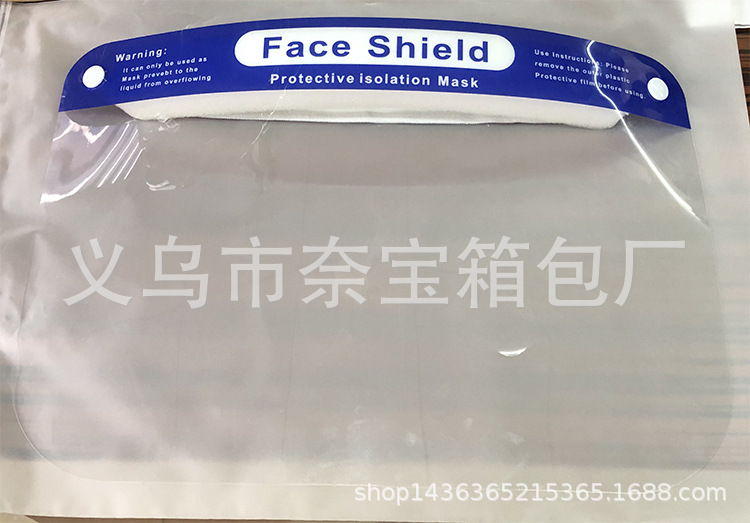 Face Shield
Protective isolation Mask
Warning:
it can only be used as
Mask prevebt to the
liquid from overflowing
Use Instructions: Please
remove the outer plastic
Protective film before using.
义乌市奈宝箱包厂
shop1436365215365.1688.com